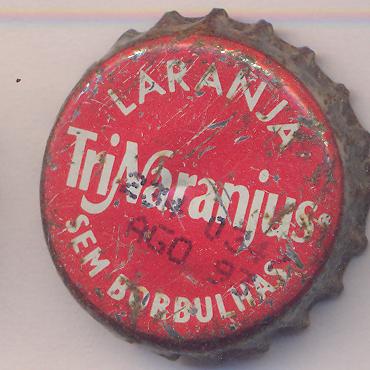 LARANJA
TriNaranjus®
AGO 97
SEM BORBULHAS